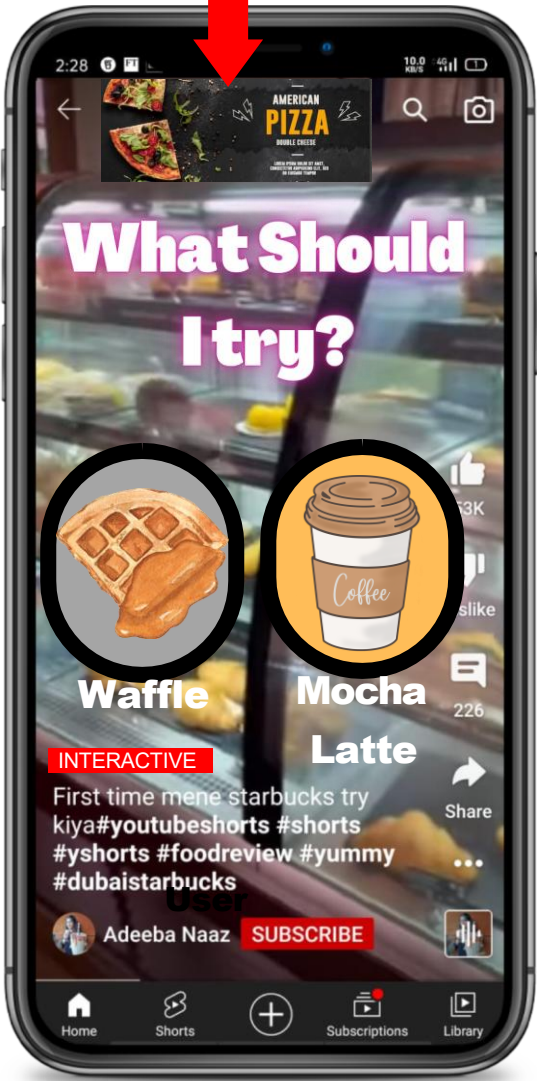 2:28
10.0
KB/S
4G
AMERICAN
PIZZA
DOUBLE CHEESE
What Should
I try?
Coffee
Waffle
Mocha
Latte
226
INTERACTIVE
Share
First time mene starbucks try
kiya#youtubeshorts #shorts
#yshorts #foodreview #yummy
#dubaistarbucks
User
Adeeba Naaz
SUBSCRIBE
Home
Shorts
Subscriptions
Library